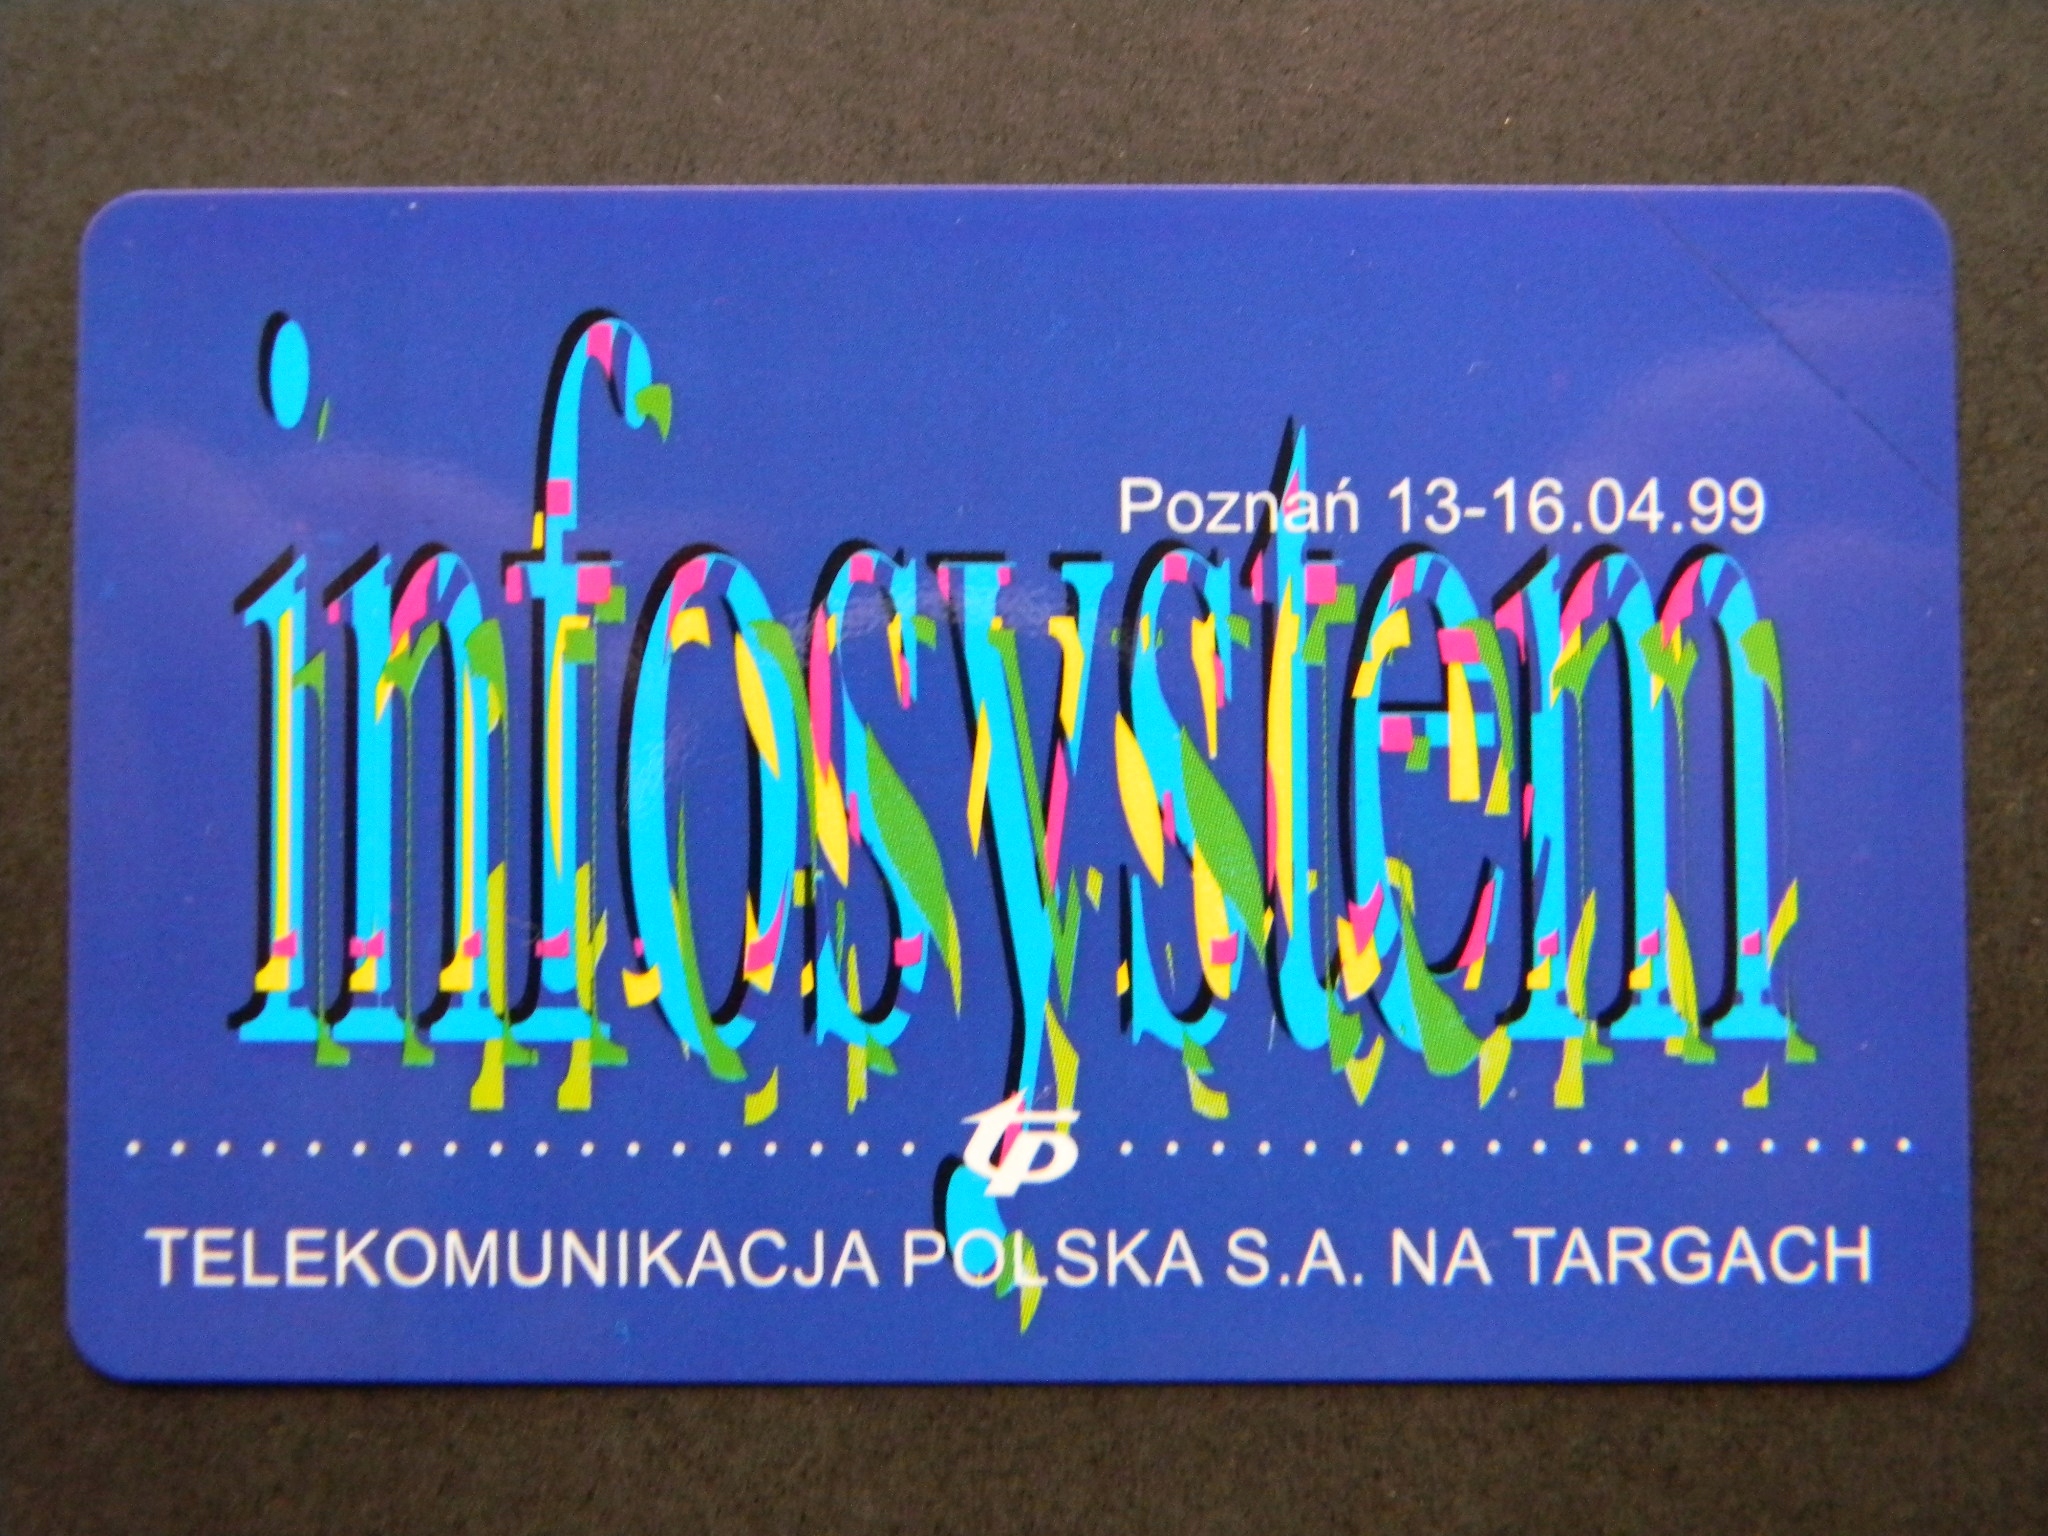 Poznań 13-16.04.99
infosystem
tp
TELEKOMUNIKACJA POLSKA S.A. NA TARGACH